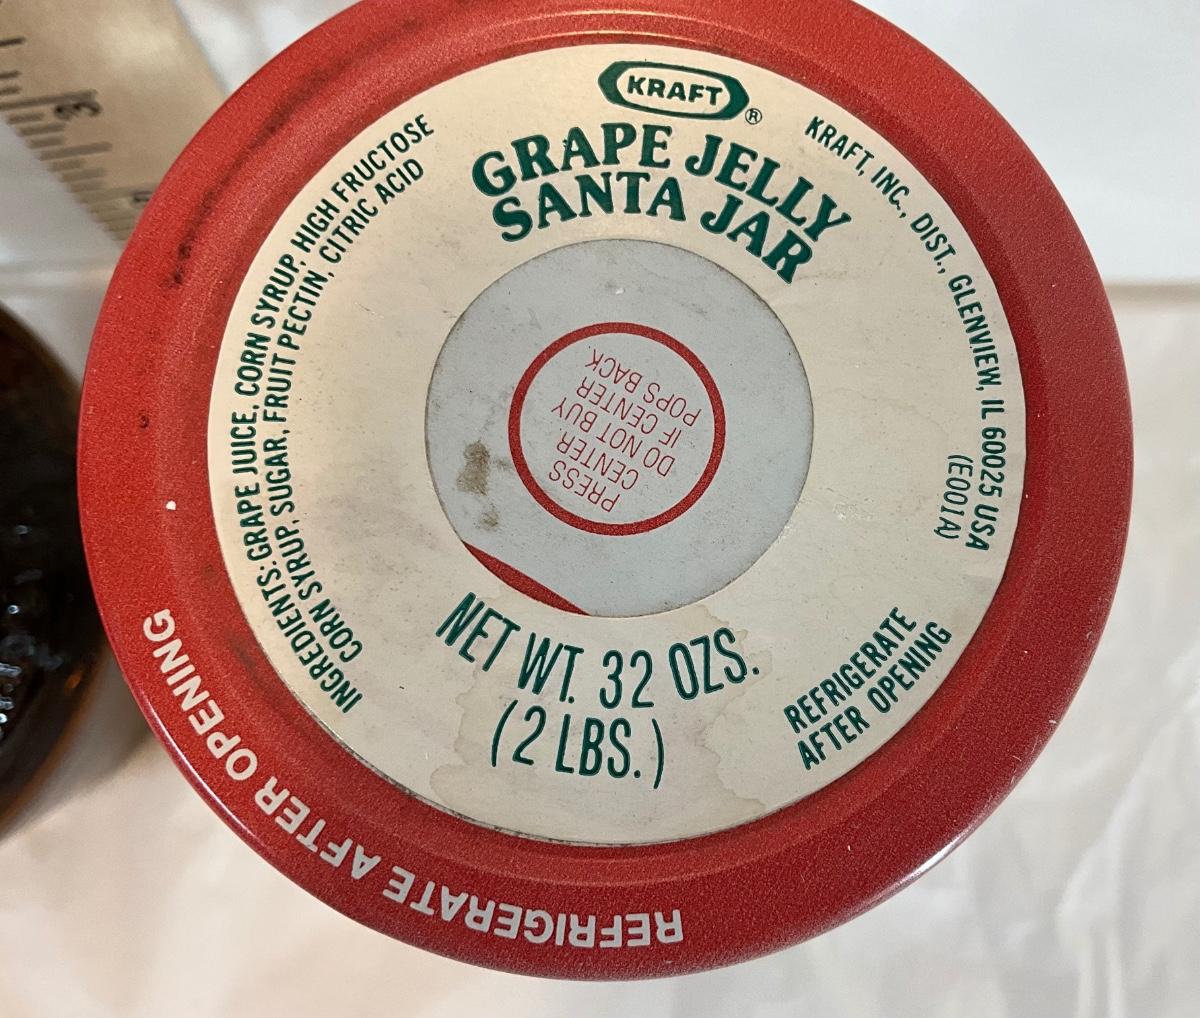 KRAFT®
GRAPE JELLY
SANTA JAR
KRAFT, INC., DIST., GLENVIEW, IL 60025 USA
(E001A)
INGREDIENTS: GRAPE JUICE, CORN SYRUP, HIGH FRUCTOSE
CORN SYRUP, SUGAR, FRUIT PECTIN, CITRIC ACID
PRESS
CENTER.
DO NOT BUY
IF CENTER
POPS BACK.
NET WT. 32 OZS.
(2 LBS.)
REFRIGERATE
AFTER OPENING
REFRIGERATE AFTER OPENING